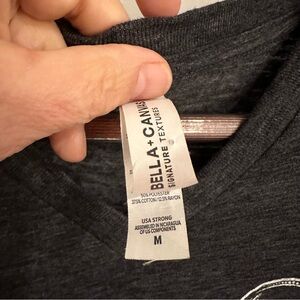 BELLA+CANVAS
SIGNATURE TEXTURES
50% POLYESTER
37.5% COTTON/12.5% RAYON
USA STRONG
ASSEMBLED IN NICARAGUA
OF US COMPONENTS
M